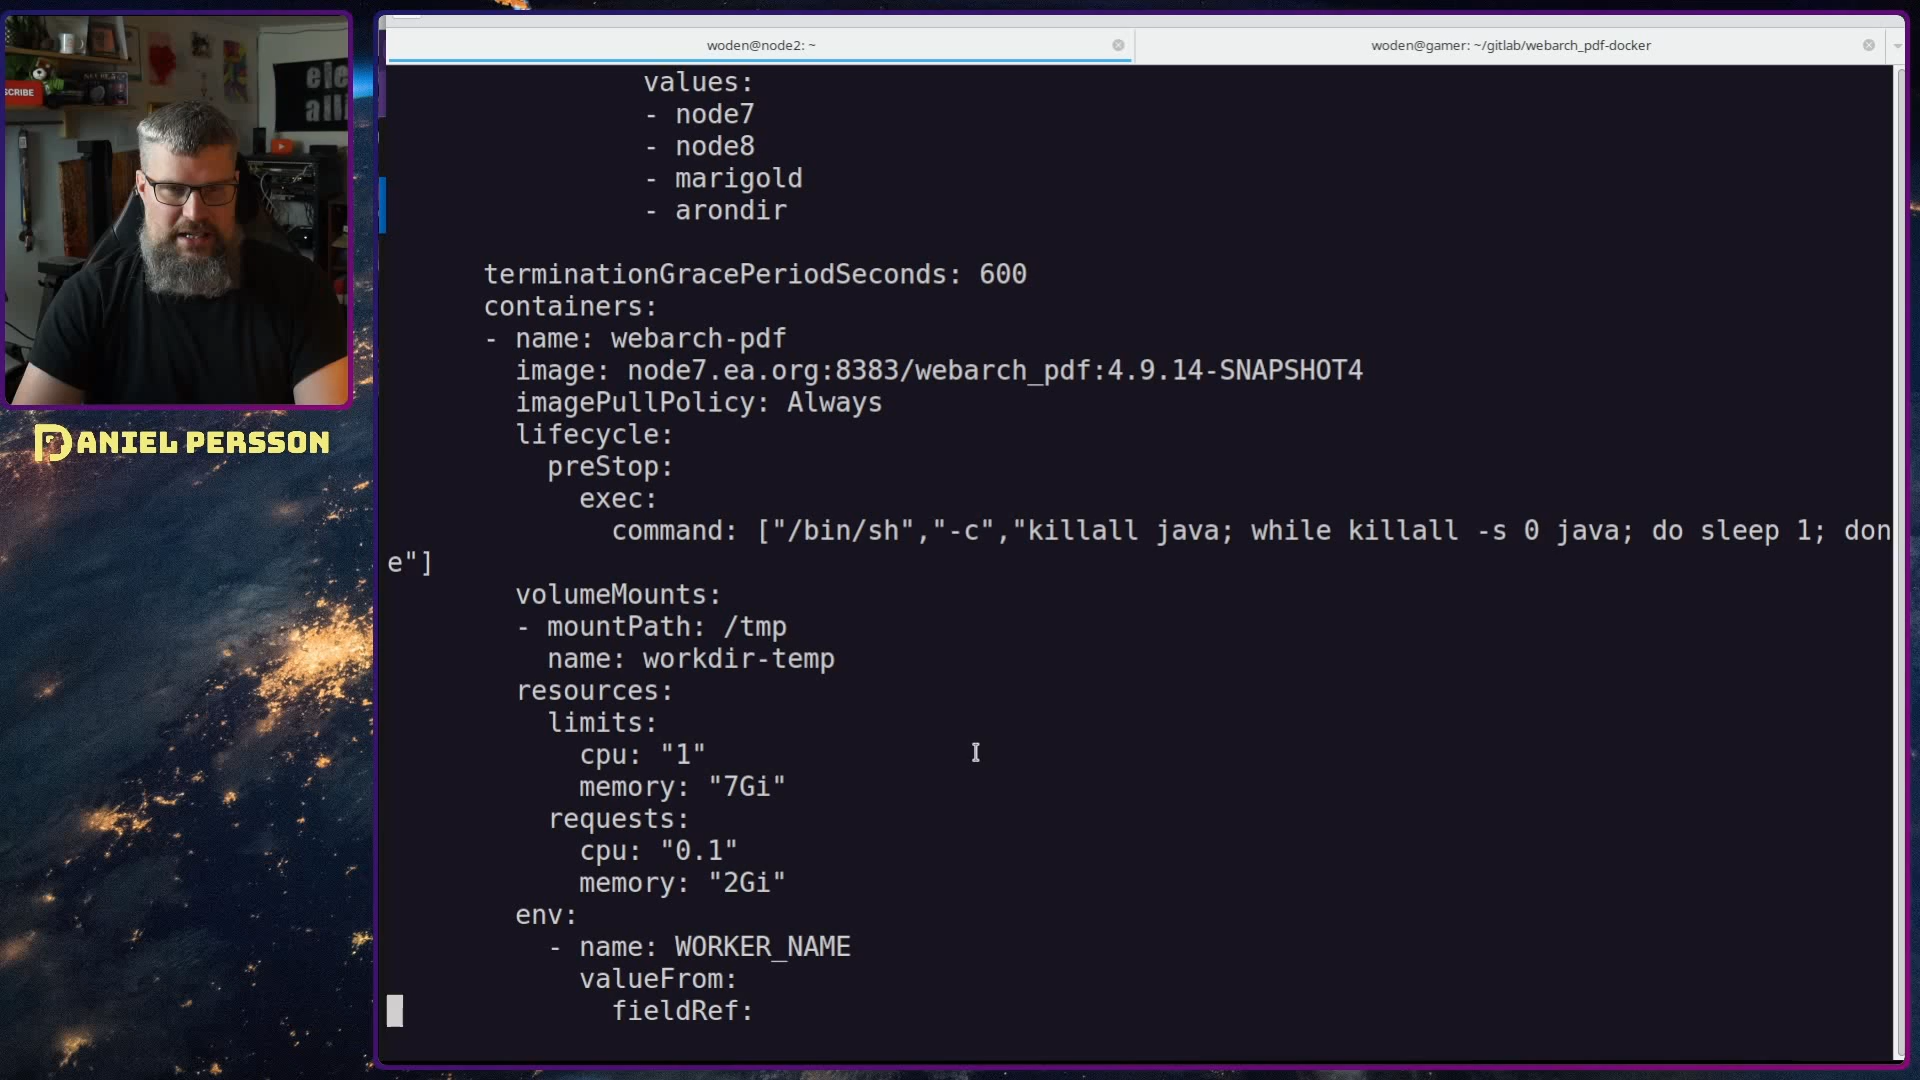 woden@node2: ~
woden@gamer: ~/gitlab/webarch_pdf-docker
values:
- node7
- node8
- marigold
- arondir
terminationGracePeriodSeconds: 600
containers:
- name: webarch-pdf
image: node7.ea.org:8383/webarch_pdf:4.9.14-SNAPSHOT4
imagePullPolicy: Always
lifecycle:
preStop:
exec:
command: ["/bin/sh","-c","killall java; while killall -s 0 java; do sleep 1; don
e"]
volumeMounts:
- mountPath: /tmp
name: workdir-temp
resources:
limits:
cpu: "1"
memory: "7Gi"
requests:
cpu: "0.1"
memory: "2Gi"
env:
- name: WORKER_NAME
valueFrom:
fieldRef:
SCRIBE
DANIEL PERSSON